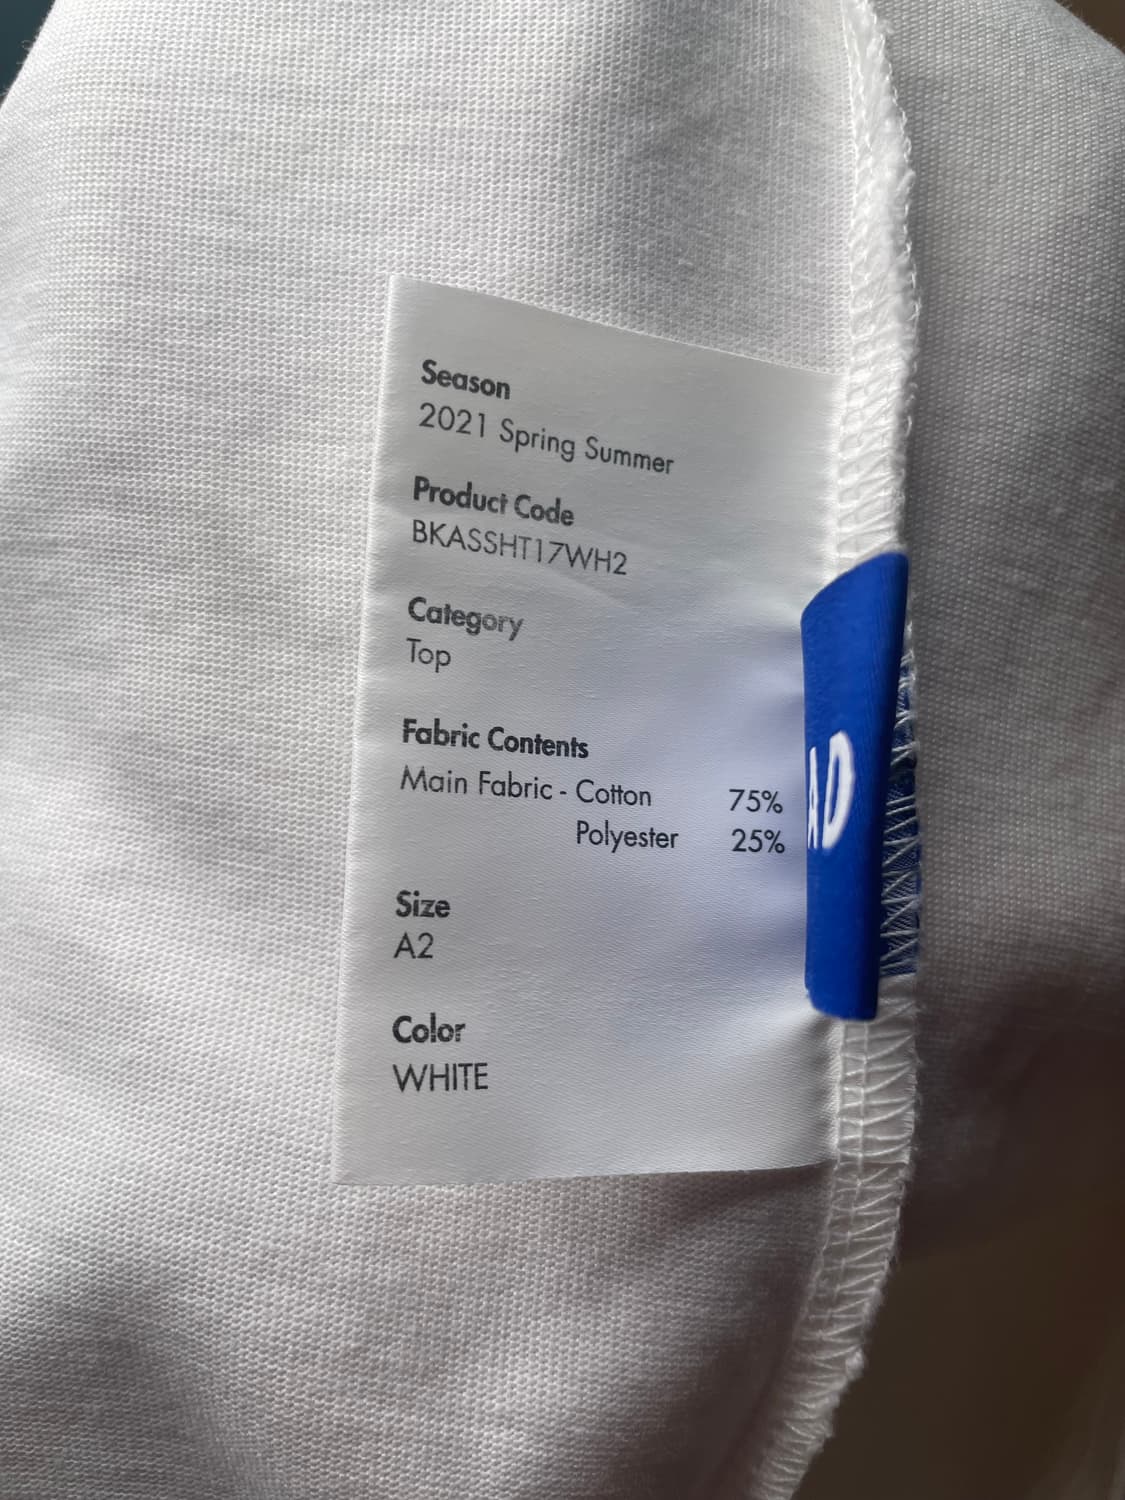 Season
2021 Spring Summer
Product Code
BKASSHT17WH2
Category
Top
Fabric Contents
Main Fabric - Cotton 75%
Polyester 25%
Size
A2
Color
WHITE